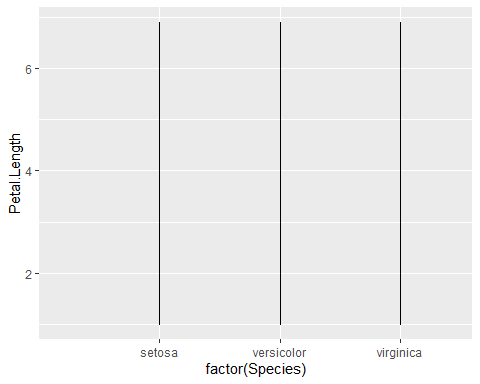 Petal.Length
6
4
2
setosa
versicolor
virginica
factor(Species)